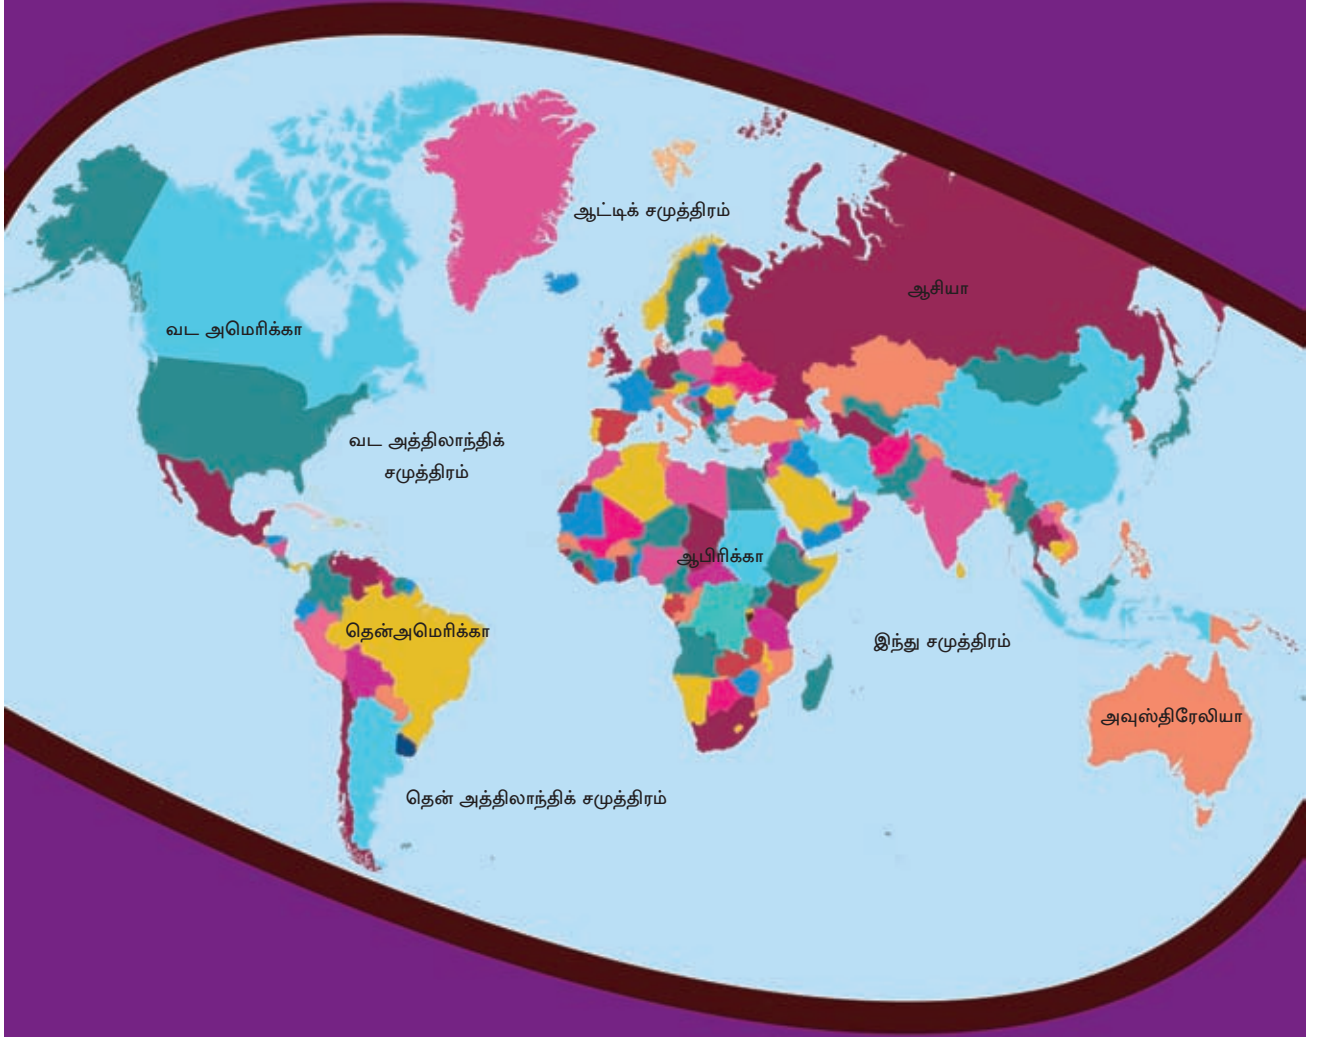 ஆட்டிக் சமுத்திரம்
ஆசியா
வட அமெரிக்கா
வட அத்திலாந்திக்
சமுத்திரம்
ஆபிரிக்கா
தென்அமெரிக்கா
இந்து சமுத்திரம்
அவுஸ்திரேலியா
தென் அத்திலாந்திக் சமுத்திரம்